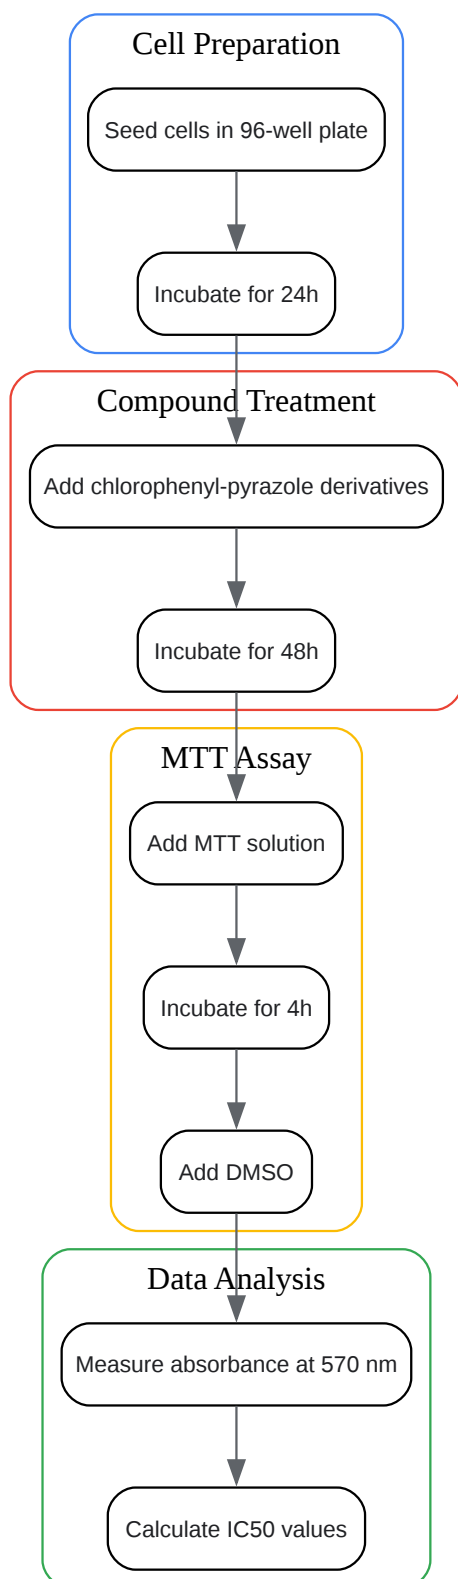 Cell Preparation
Seed cells in 96-well plate
Incubate for 24h
Compound Treatment
Add chlorophenyl-pyrazole derivatives
Incubate for 48h
MTT Assay
Add MTT solution
Incubate for 4h
Add DMSO
Data Analysis
Measure absorbance at 570 nm
Calculate IC50 values